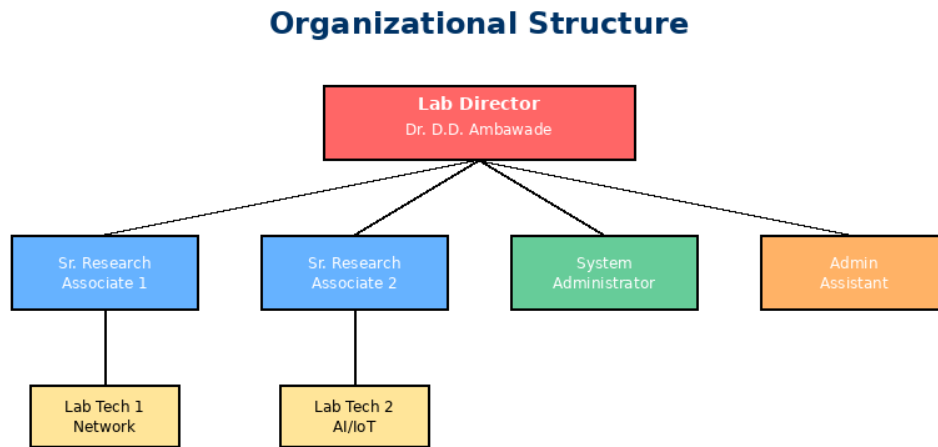 Organizational Structure
Lab Director
Dr. D.D. Ambawade
Sr. Research
Associate 1
Sr. Research
Associate 2
System
Administrator
Admin
Assistant
Lab Tech 1
Network
Lab Tech 2
AI/IoT